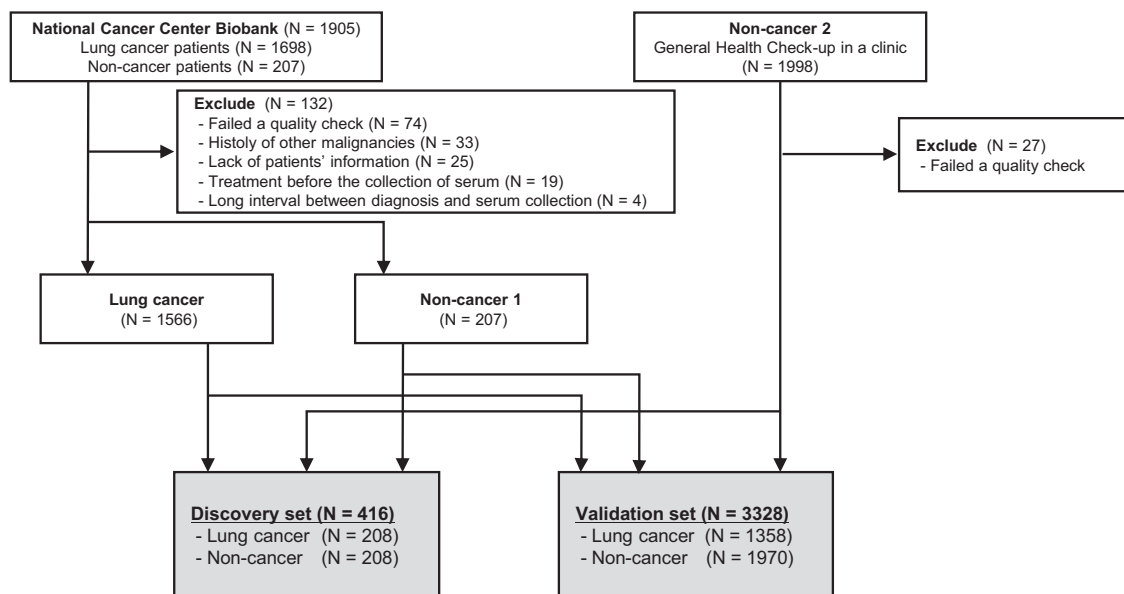 National Cancer Center Biobank (N = 1905)
Lung cancer patients (N = 1698)
Non-cancer patients (N = 207)
Non-cancer 2
General Health Check-up in a clinic
(N = 1998)
Exclude (N = 132)
- Failed a quality check (N = 74)
- Histoly of other malignancies (N = 33)
- Lack of patients' information (N = 25)
- Treatment before the collection of serum (N = 19)
- Long interval between diagnosis and serum collection (N = 4)
Exclude (N = 27)
- Failed a quality check
Lung cancer
(N = 1566)
Non-cancer 1
(N = 207)
Discovery set (N = 416)
- Lung cancer (N = 208)
- Non-cancer (N = 208)
Validation set (N = 3328)
- Lung cancer (N = 1358)
- Non-cancer (N = 1970)